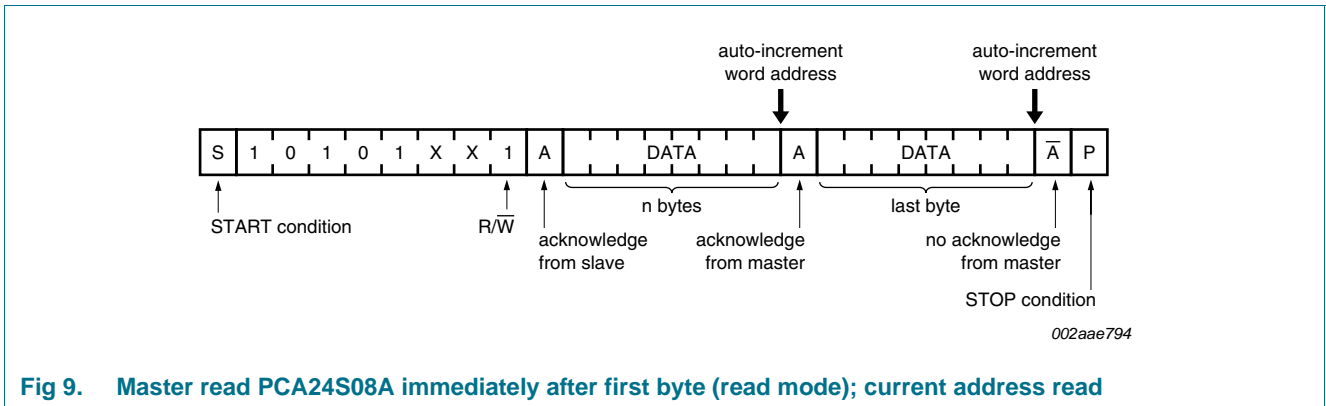 auto-increment
word address
auto-increment
word address
S 1 0 1 0 1 X X 1 A DATA A DATA A̅ P
n bytes
last byte
START condition
R/W̅
acknowledge
from slave
acknowledge
from master
no acknowledge
from master
STOP condition
002aae794
Fig 9. Master read PCA24S08A immediately after first byte (read mode); current address read